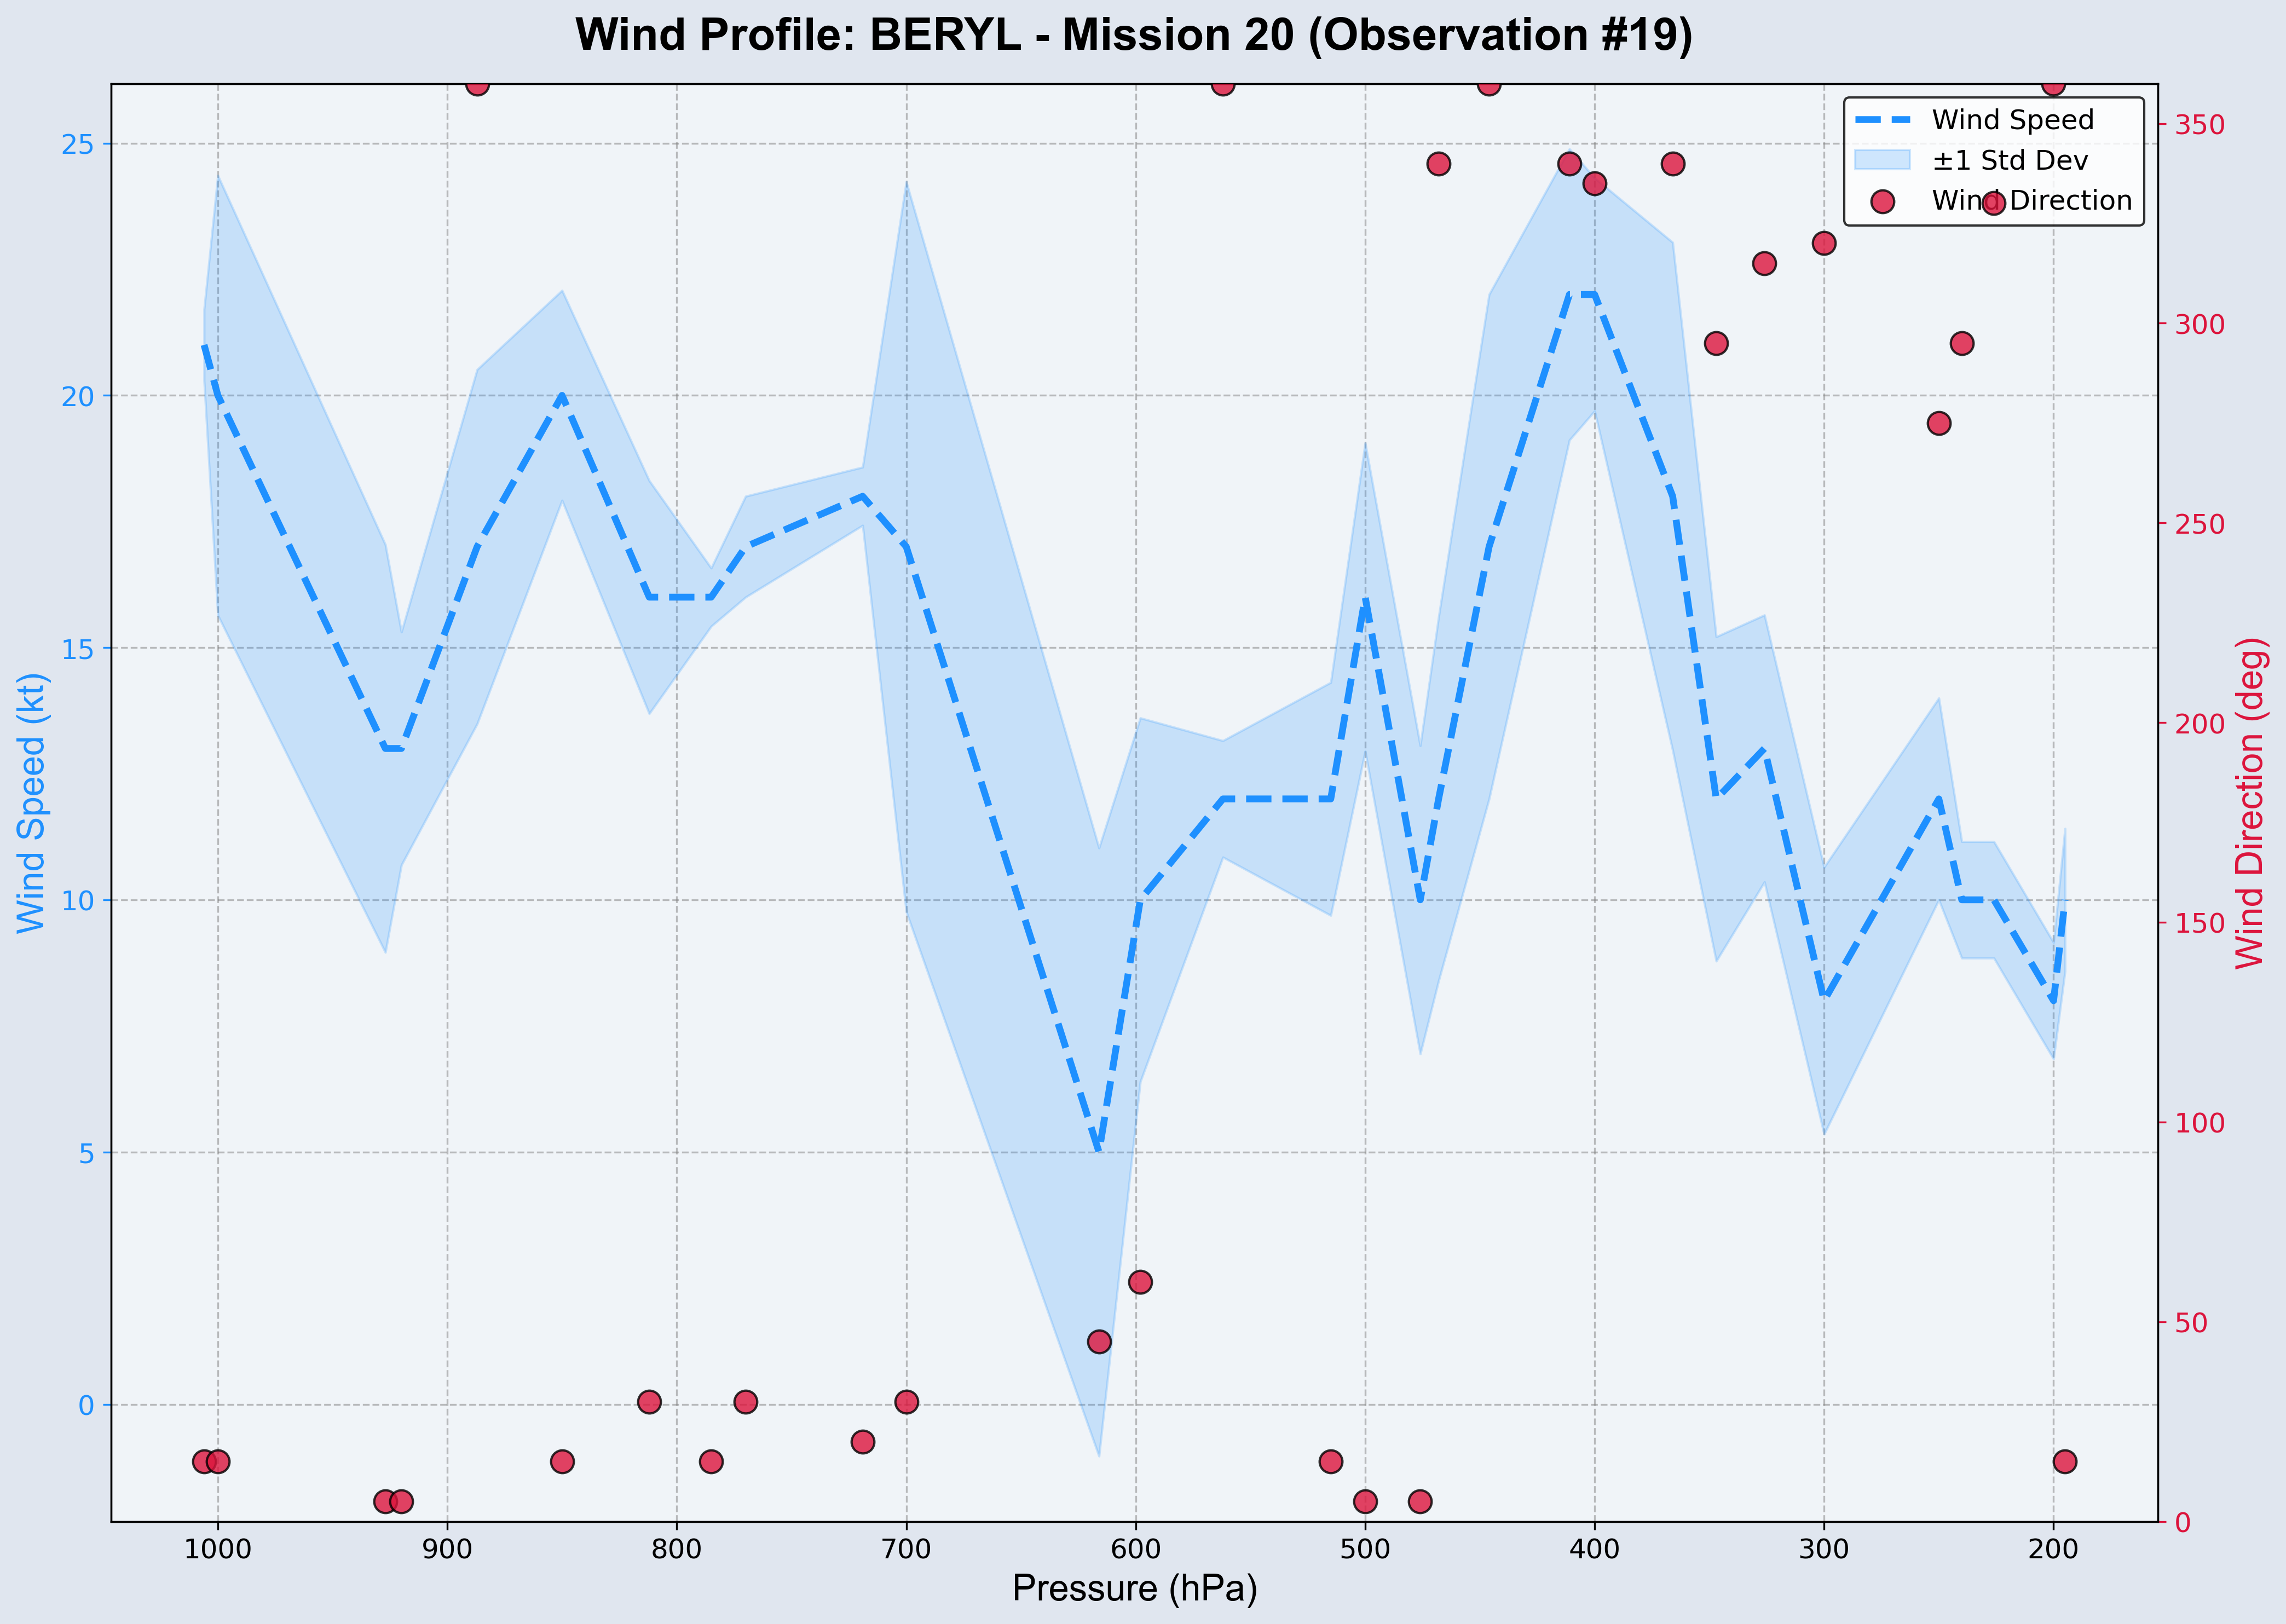 Wind Profile: BERYL - Mission 20 (Observation #19)
Wind Speed (kt)
25
20
15
10
5
0
1000 900 800 700 600 500 400 300 200
Pressure (hPa)
350
300
250
200
150
100
50
0
Wind Direction (deg)
Wind Speed
±1 Std Dev
Wind Direction